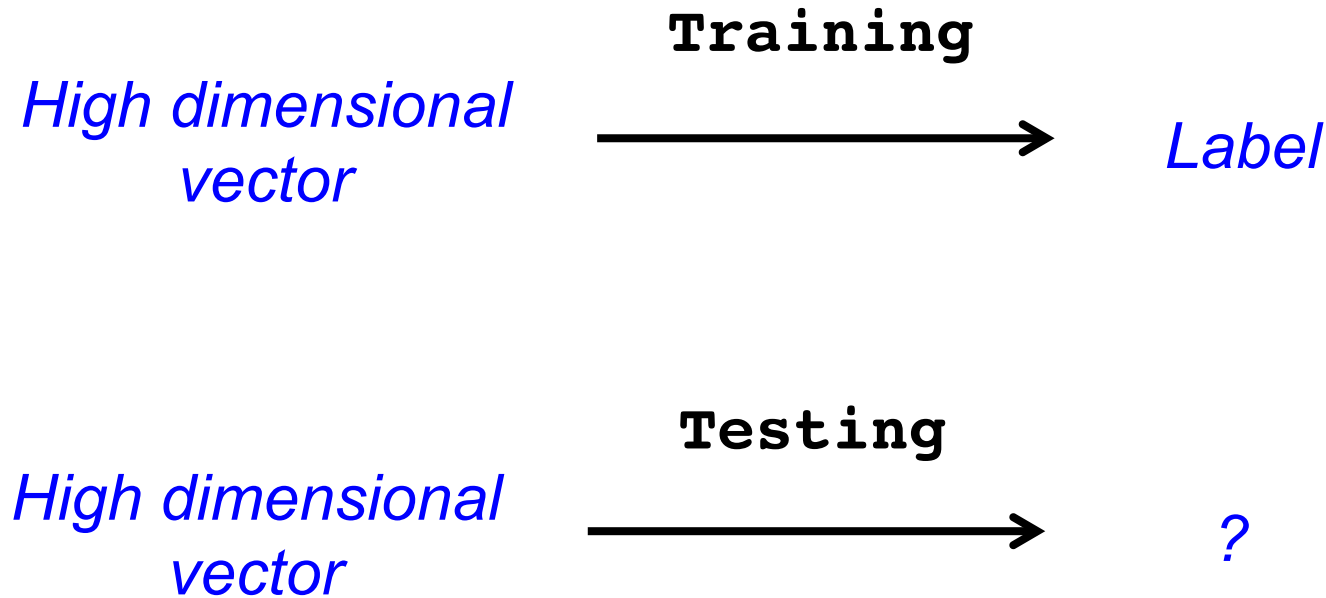 Training
High dimensional
vector
Label
Testing
High dimensional
vector
?